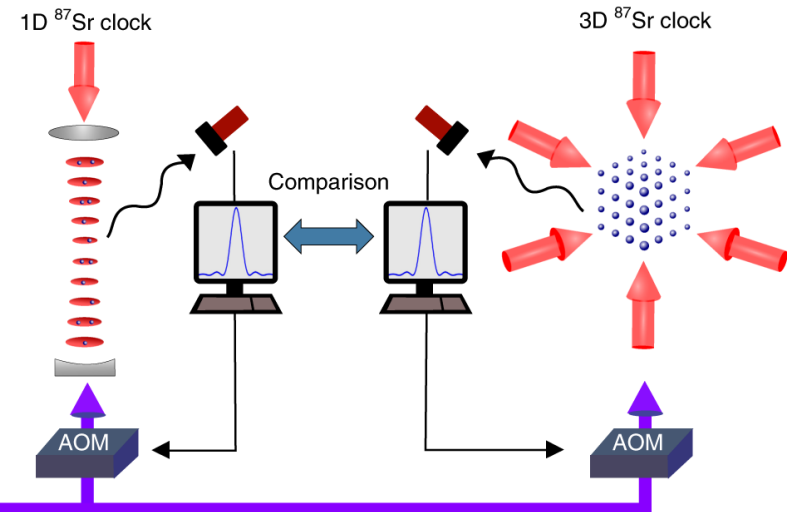 1D ⁸⁷Sr clock
3D ⁸⁷Sr clock
Comparison
AOM
AOM